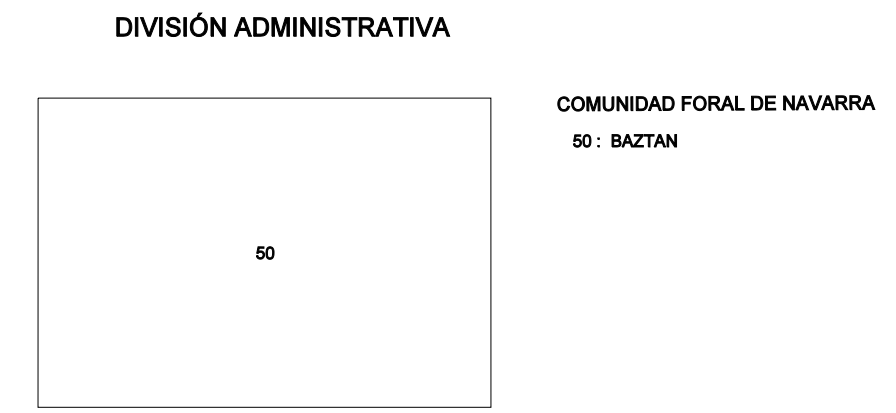 DIVISIÓN ADMINISTRATIVA
COMUNIDAD FORAL DE NAVARRA
50 : BAZTAN
50